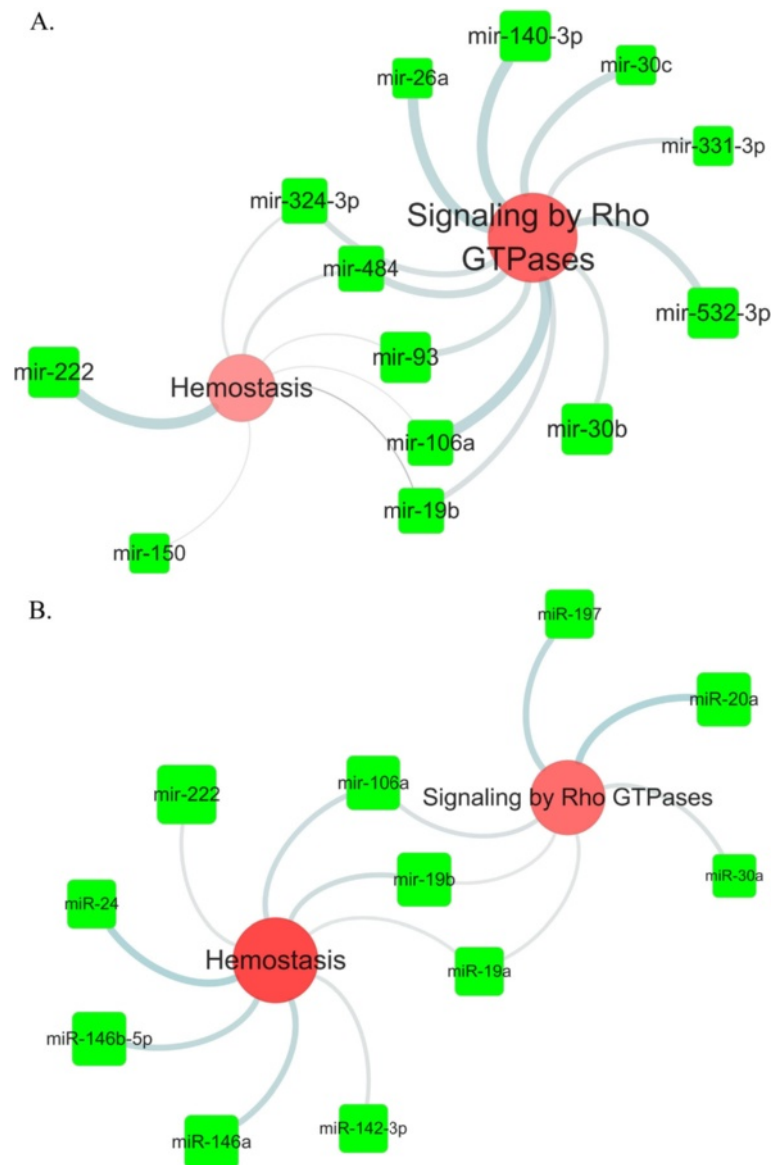 A.
mir-140-3p
mir-26a
mir-30c
mir-331-3p
mir-324-3p
Signaling by Rho
GTPases
mir-484
mir-532-3p
mir-93
mir-222
Hemostasis
mir-106a
mir-30b
mir-19b
mir-150
B.
miR-197
miR-20a
mir-106a
mir-222
Signaling by Rho GTPases
mir-19b
miR-30a
miR-24
Hemostasis
miR-19a
miR-146b-5p
miR-146a
miR-142-3p